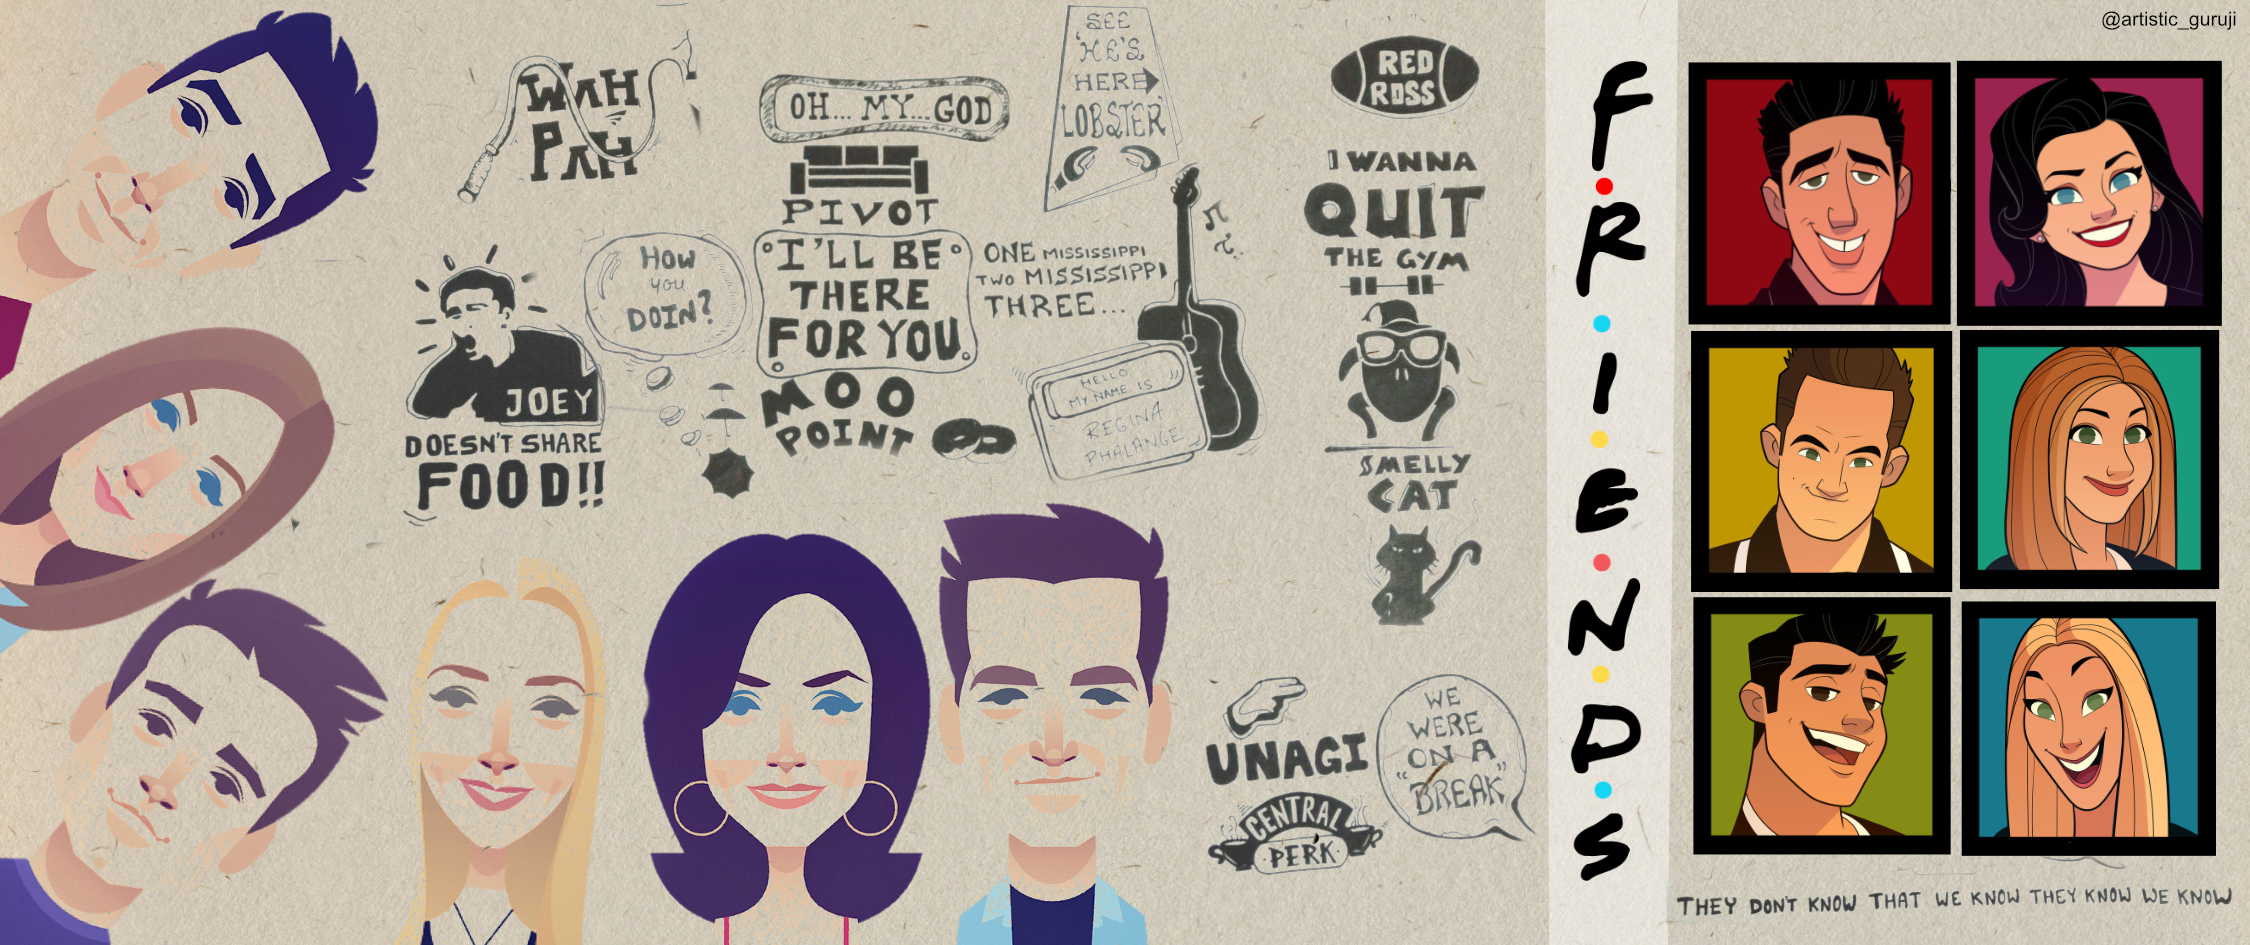 WAH
PAH
OH... MY...GOD
PIVOT
SEE
'HE'S
HERE
LOBSTER'
RED
ROSS
I WANNA
QUIT
THE GYM
HOW
YOU
DOIN?
JOEY
DOESN'T SHARE
FOOD!!
I'LL BE
THERE
FOR YOU
MOO
POINT
ONE MISSISSIPPI
TWO MISSISSIPPI
THREE...
HELLO
MY NAME IS
REGINA
PHALANGE
SMELLY
CAT
UNAGI
CENTRAL
PERK
WE
WERE
ON A
"BREAK"
F•R•I•E•N•D•S
@artistic_guruji
THEY DON'T KNOW THAT WE KNOW THEY KNOW WE KNOW